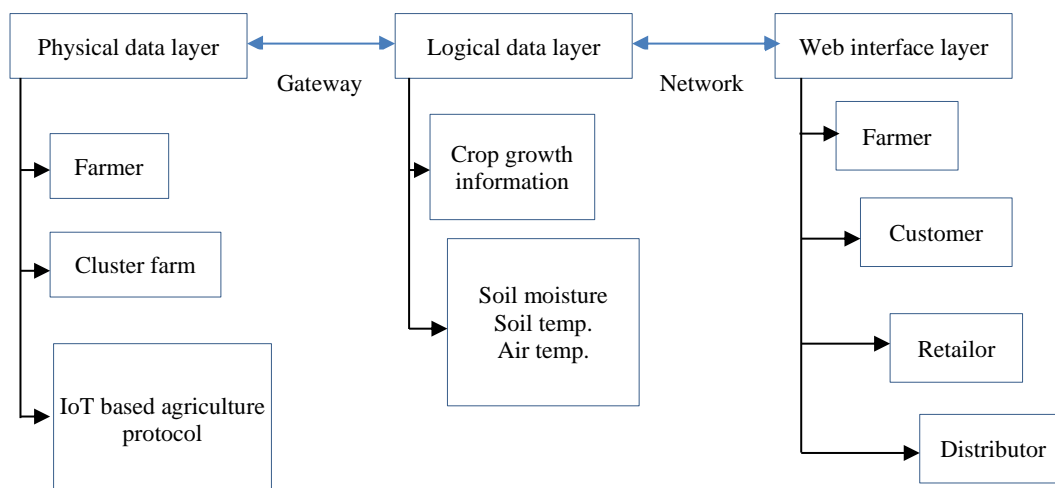 Physical data layer
Gateway
Logical data layer
Network
Web interface layer
Farmer
Cluster farm
IoT based agriculture
protocol
Crop growth
information
Soil moisture
Soil temp.
Air temp.
Farmer
Customer
Retailor
Distributor